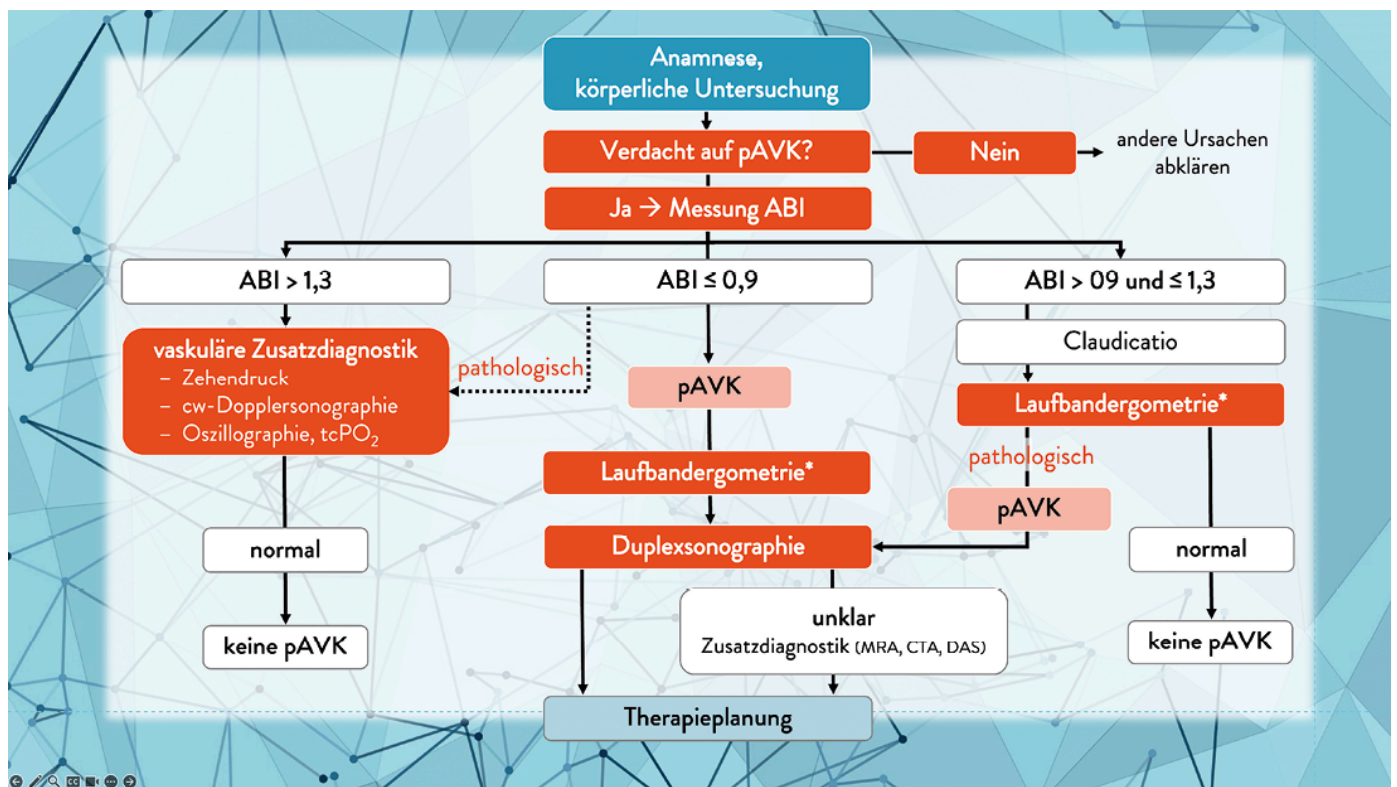 Anamnese,
körperliche Untersuchung
Verdacht auf pAVK?
Nein
andere Ursachen
abklären
Ja → Messung ABI
ABI > 1,3
ABI ≤ 0,9
ABI > 09 und ≤ 1,3
vaskuläre Zusatzdiagnostik
– Zehendruck
– cw-Dopplersonographie
– Oszillographie, tcPO₂
pathologisch
pAVK
Claudicatio
Laufbandergometrie*
Laufbandergometrie*
pathologisch
pAVK
Duplexsonographie
normal
normal
unklar
Zusatzdiagnostik (MRA, CTA, DAS)
keine pAVK
keine pAVK
Therapieplanung
CC